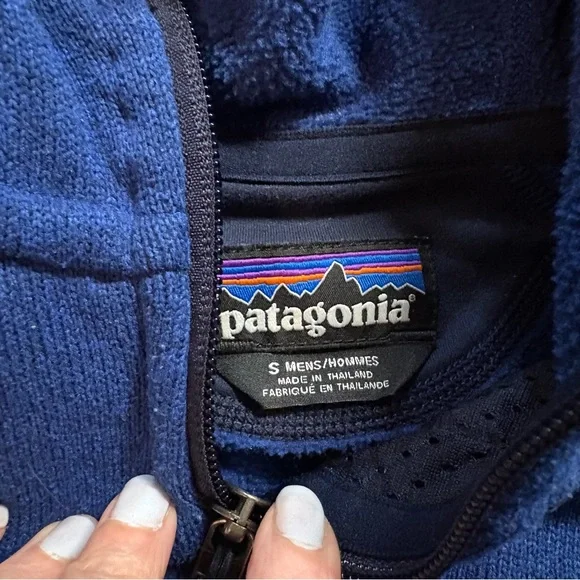 patagonia®
S MENS/HOMMES
MADE IN THAILAND
FABRIQUÉ EN THAILANDE